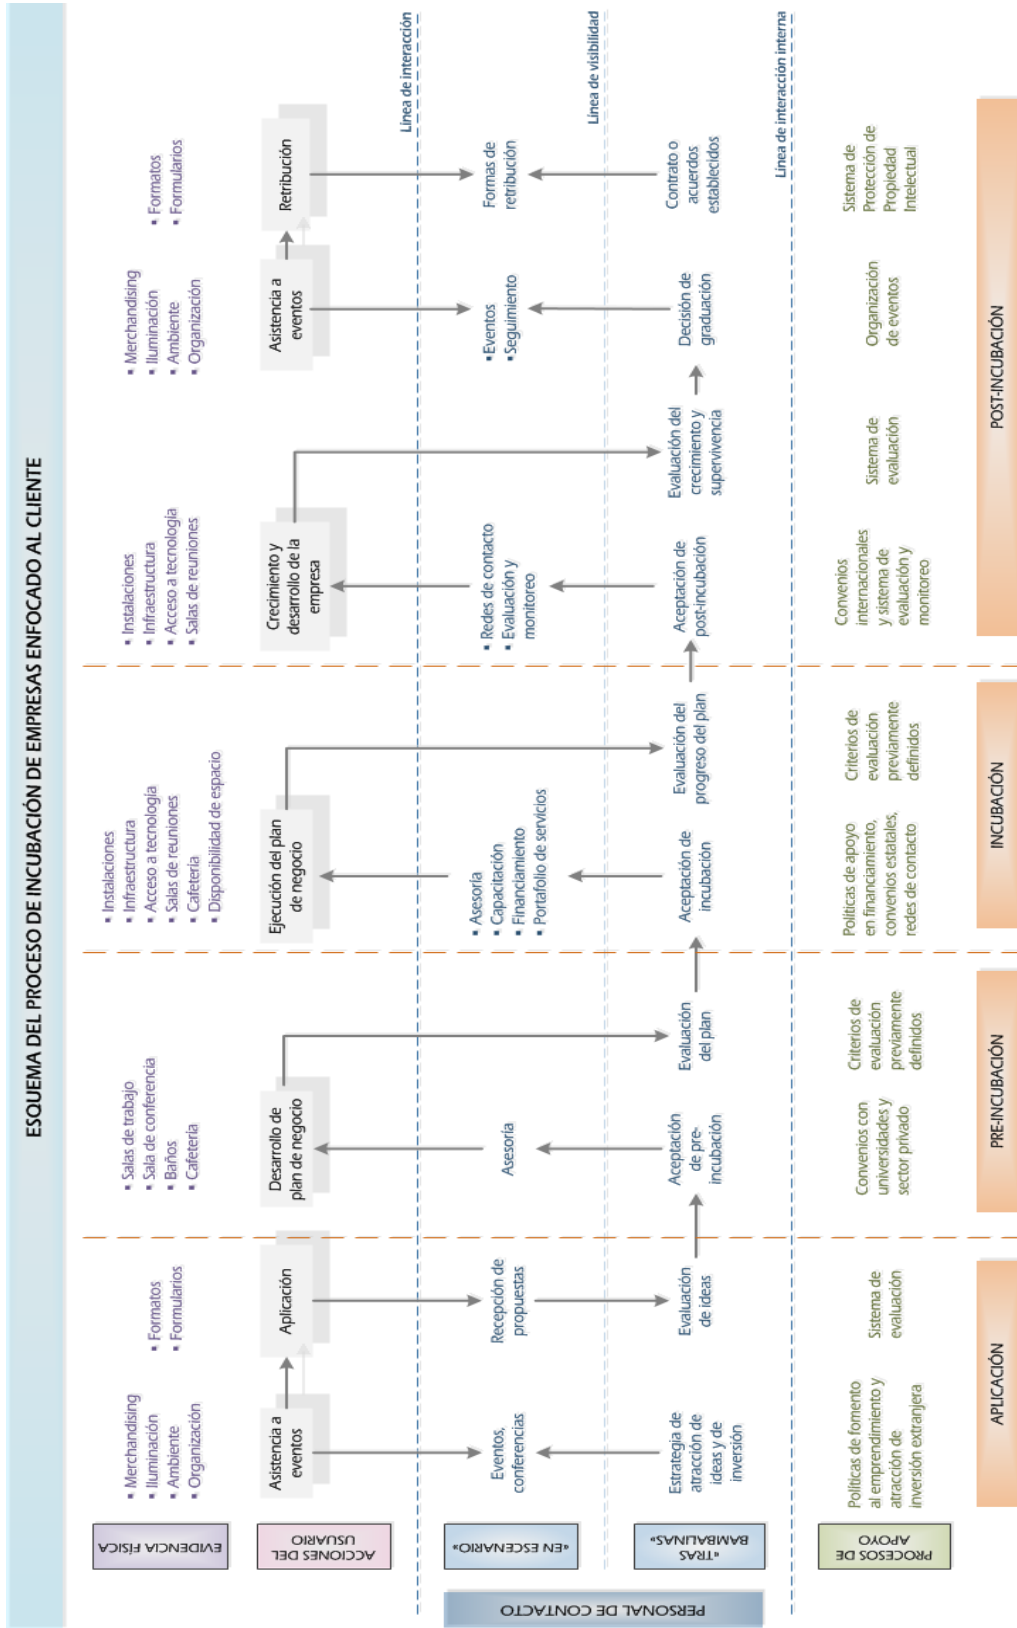 ESQUEMA DEL PROCESO DE INCUBACIÓN DE EMPRESAS ENFOCADO AL CLIENTE
EVIDENCIA FÍSICA
▪ Merchandising
▪ Iluminación
▪ Ambiente
▪ Organización
▪ Formatos
▪ Formularios
▪ Salas de trabajo
▪ Sala de conferencia
▪ Baños
▪ Cafetería
▪ Instalaciones
▪ Infraestructura
▪ Acceso a tecnología
▪ Salas de reuniones
▪ Cafetería
▪ Disponibilidad de espacio
▪ Instalaciones
▪ Infraestructura
▪ Acceso a tecnología
▪ Salas de reuniones
▪ Merchandising
▪ Iluminación
▪ Ambiente
▪ Organización
▪ Formatos
▪ Formularios
ACCIONES DEL
USUARIO
Asistencia a
eventos
Aplicación
Desarrollo de
plan de negocio
Ejecución del plan
de negocio
Crecimiento y
desarrollo de la
empresa
Asistencia a
eventos
Retribución
Línea de interacción
PERSONAL DE CONTACTO
«EN ESCENARIO»
Eventos,
conferencias
Recepción de
propuestas
Asesoría
▪ Asesoría
▪ Capacitación
▪ Financiamiento
▪ Portafolio de servicios
▪ Redes de contacto
▪ Evaluación y
monitoreo
▪ Eventos
▪ Seguimiento
Formas de
retribución
Línea de visibilidad
«TRAS
BAMBALINAS»
Estrategia de
atracción de
ideas y de
inversión
Evaluación
de ideas
Aceptación
de pre-
incubación
Evaluación
del plan
Aceptación de
incubación
Evaluación del
progreso del plan
Aceptación de
post-incubación
Evaluación del
crecimiento y
supervivencia
Decisión de
graduación
Contrato o
acuerdos
establecidos
Línea de interacción interna
PROCESOS DE
APOYO
Políticas de fomento
al emprendimiento y
atracción de
inversión extranjera
Sistema de
evaluación
Convenios con
universidades y
sector privado
Criterios de
evaluación
previamente
definidos
Políticas de apoyo
en financiamiento,
convenios estatales,
redes de contacto
Criterios de
evaluación
previamente
definidos
Convenios
internacionales
y sistema de
evaluación y
monitoreo
Sistema de
evaluación
Organización
de eventos
Sistema de
Protección de
Propiedad
Intelectual
APLICACIÓN
PRE-INCUBACIÓN
INCUBACIÓN
POST-INCUBACIÓN